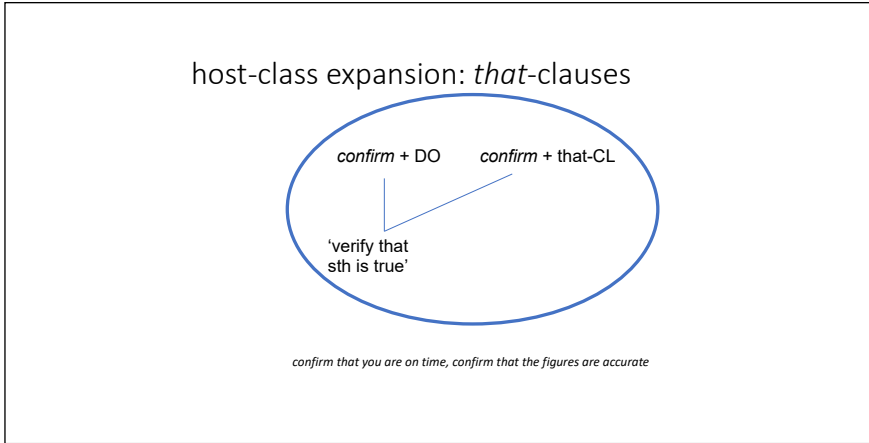 host-class expansion: that-clauses
confirm + DO
confirm + that-CL
‘verify that
sth is true’
confirm that you are on time, confirm that the figures are accurate